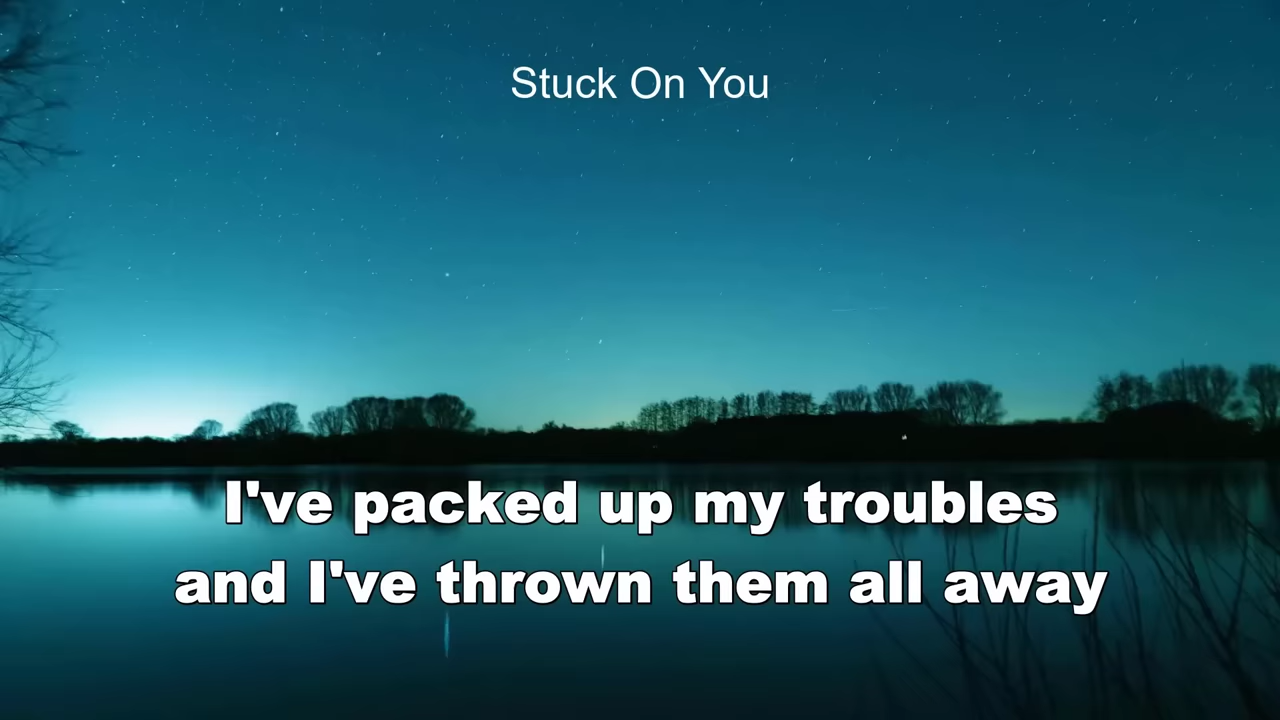 Stuck On You
I've packed up my troubles
and I've thrown them all away